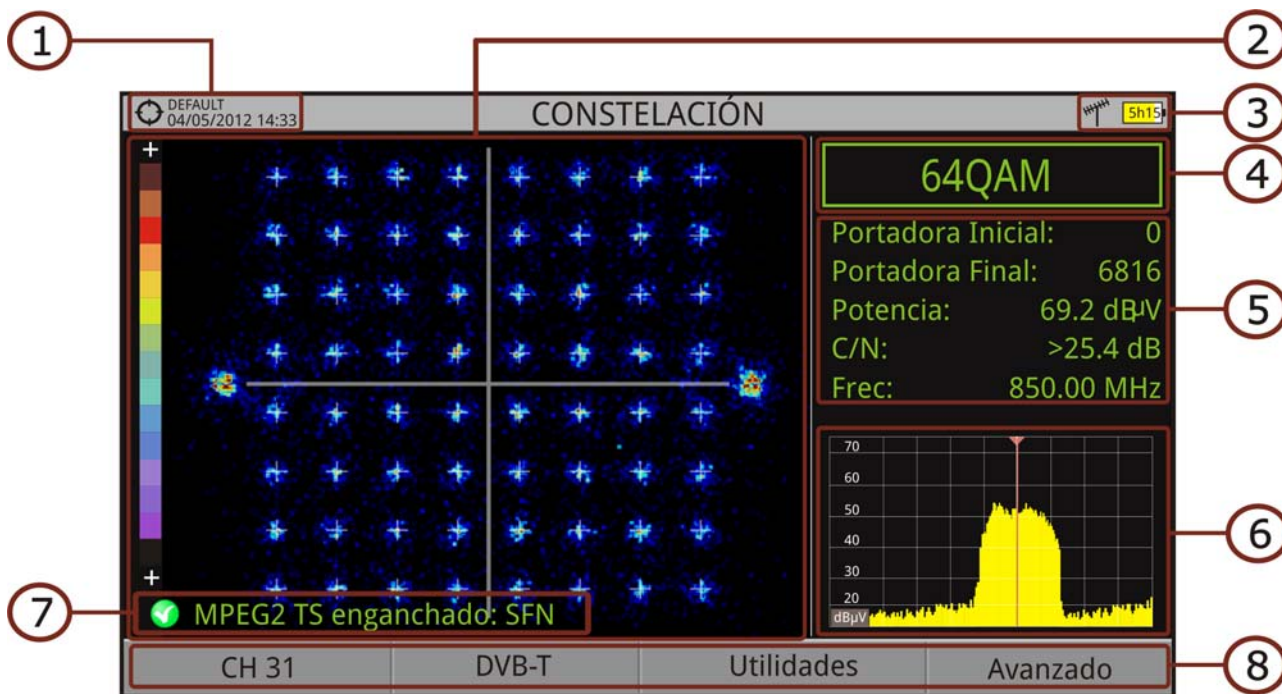 1
2
DEFAULT
04/05/2012 14:33
CONSTELACIÓN
5h15
3
+
64QAM
4
Portadora Inicial: 0
Portadora Final: 6816
Potencia: 69.2 dBµV
C/N: >25.4 dB
Frec: 850.00 MHz
5
70
60
50
40
30
20
dBµV
6
+
7
MPEG2 TS enganchado: SFN
CH 31 DVB-T Utilidades Avanzado
8